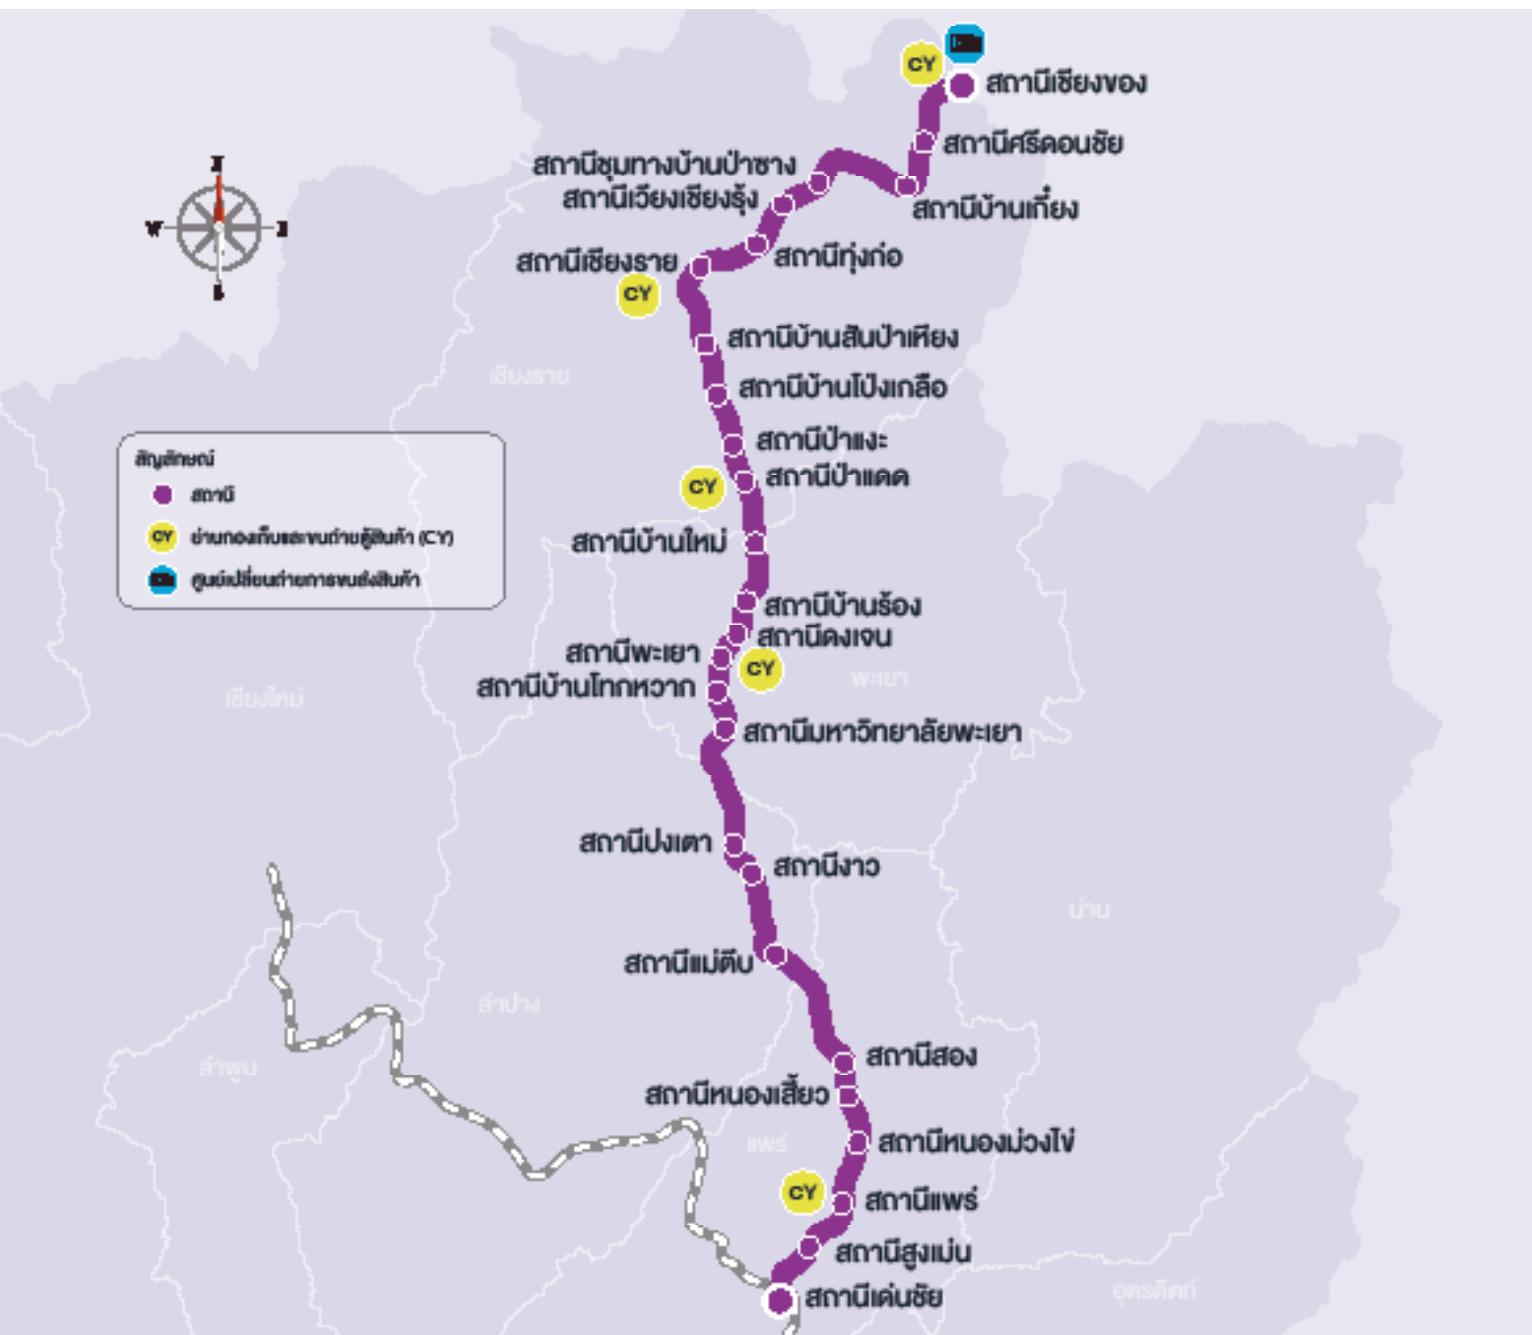 CY
สถานีเชียงของ
สถานีศรีดอนชัย
สถานีชุมทางบ้านป่าซาง
สถานีเวียงเชียงรุ้ง
สถานีบ้านเกี๋ยง
W
สถานีทุ่งก่อ
สถานีเชียงราย
CY
สถานีบ้านสันป่าเหียง
เชียงราย
สถานีบ้านโป่งเกลือ
สถานีป่าแงะ
สถานีป่าแดด
CY
สัญลักษณ์
สถานี
CY ย่านกองเก็บและขนถ่ายตู้สินค้า (CY)
ศูนย์เปลี่ยนถ่ายการขนส่งสินค้า
สถานีบ้านใหม่
สถานีบ้านร้อง
สถานีดงเจน
สถานีพะเยา
CY
พะเยา
สถานีบ้านโทกหวาก
เชียงใหม่
สถานีมหาวิทยาลัยพะเยา
สถานีปงเตา
สถานีงาว
น่าน
สถานีแม่ตีบ
ลำปาง
สถานีสอง
ลำพูน
สถานีหนองเสี้ยว
แพร่
สถานีหนองม่วงไข่
CY
สถานีแพร่
สถานีสูงเม่น
สถานีเด่นชัย
อุตรดิตถ์